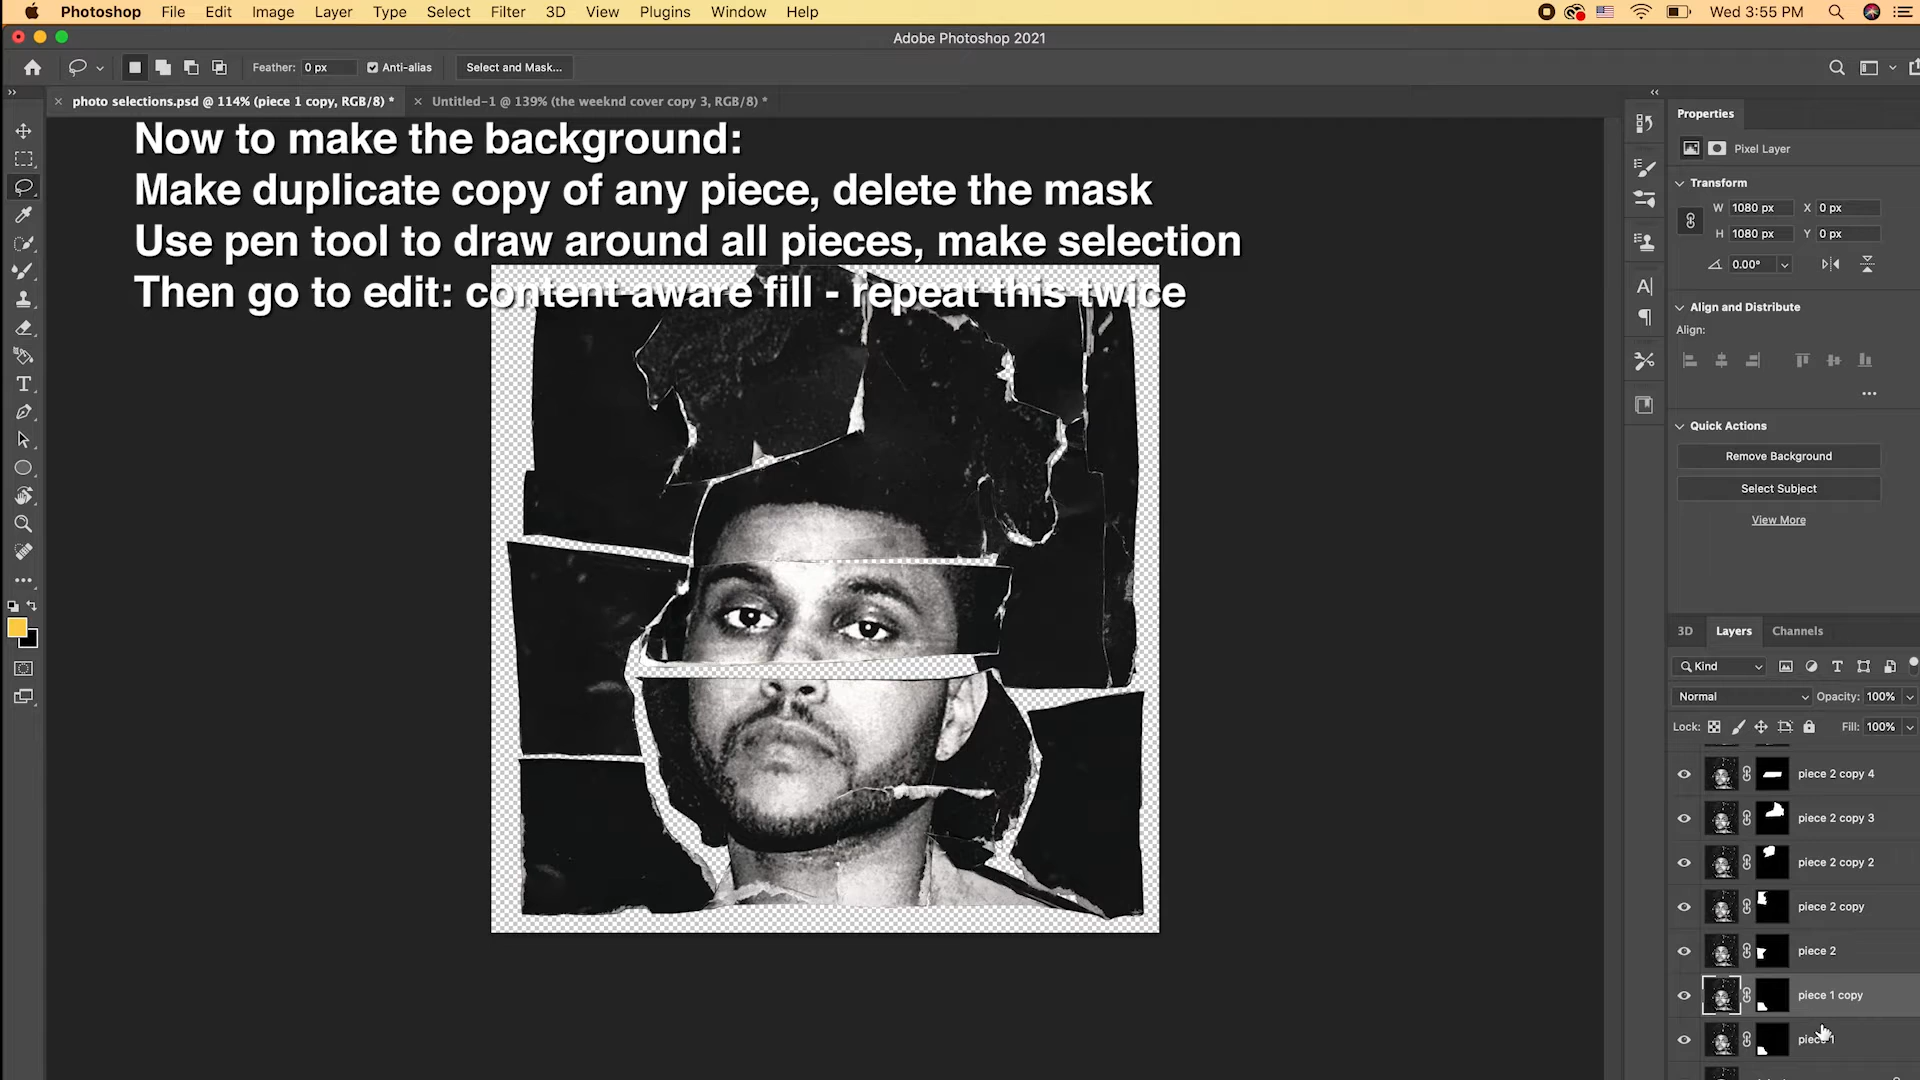 Photoshop File Edit Image Layer Type Select Filter 3D View Plugins Window Help Wed 3:55 PM
Adobe Photoshop 2021
Feather: 0 px Anti-alias Select and Mask...
photo selections.psd @ 114% (piece 1 copy, RGB/8) * Untitled-1 @ 139% (the weeknd cover copy 3, RGB/8) *
Now to make the background:
Make duplicate copy of any piece, delete the mask
Use pen tool to draw around all pieces, make selection
Then go to edit: content aware fill - repeat this twice
Properties
Pixel Layer
Transform
W 1080 px X 0 px
H 1080 px Y 0 px
0.00°
Align and Distribute
Align:
Quick Actions
Remove Background
Select Subject
View More
3D Layers Channels
Kind
Normal Opacity: 100%
Lock: Fill: 100%
piece 2 copy 4
piece 2 copy 3
piece 2 copy 2
piece 2 copy
piece 2
piece 1 copy
piece 1